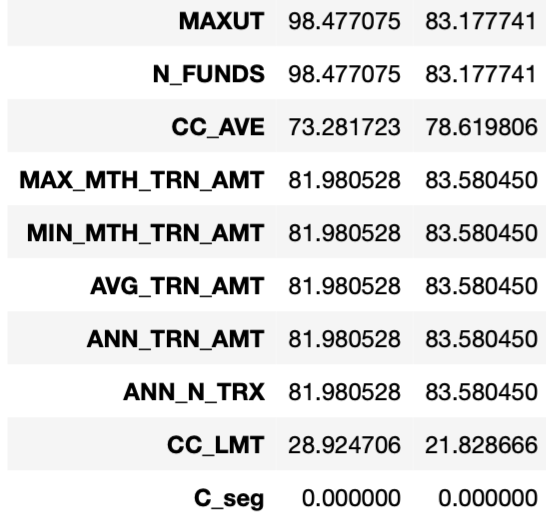 MAXUT 98.477075 83.177741
N_FUNDS 98.477075 83.177741
CC_AVE 73.281723 78.619806
MAX_MTH_TRN_AMT 81.980528 83.580450
MIN_MTH_TRN_AMT 81.980528 83.580450
AVG_TRN_AMT 81.980528 83.580450
ANN_TRN_AMT 81.980528 83.580450
ANN_N_TRX 81.980528 83.580450
CC_LMT 28.924706 21.828666
C_seg 0.000000 0.000000